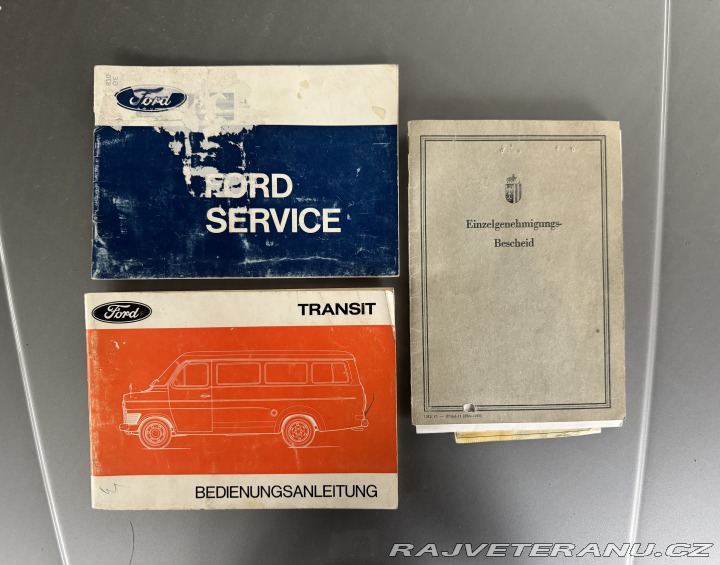 Ford
FORD
SERVICE
Ford
TRANSIT
BEDIENUNGSANLEITUNG
Einzelgenehmigungs-
Bescheid
RAJVETERANU.CZ